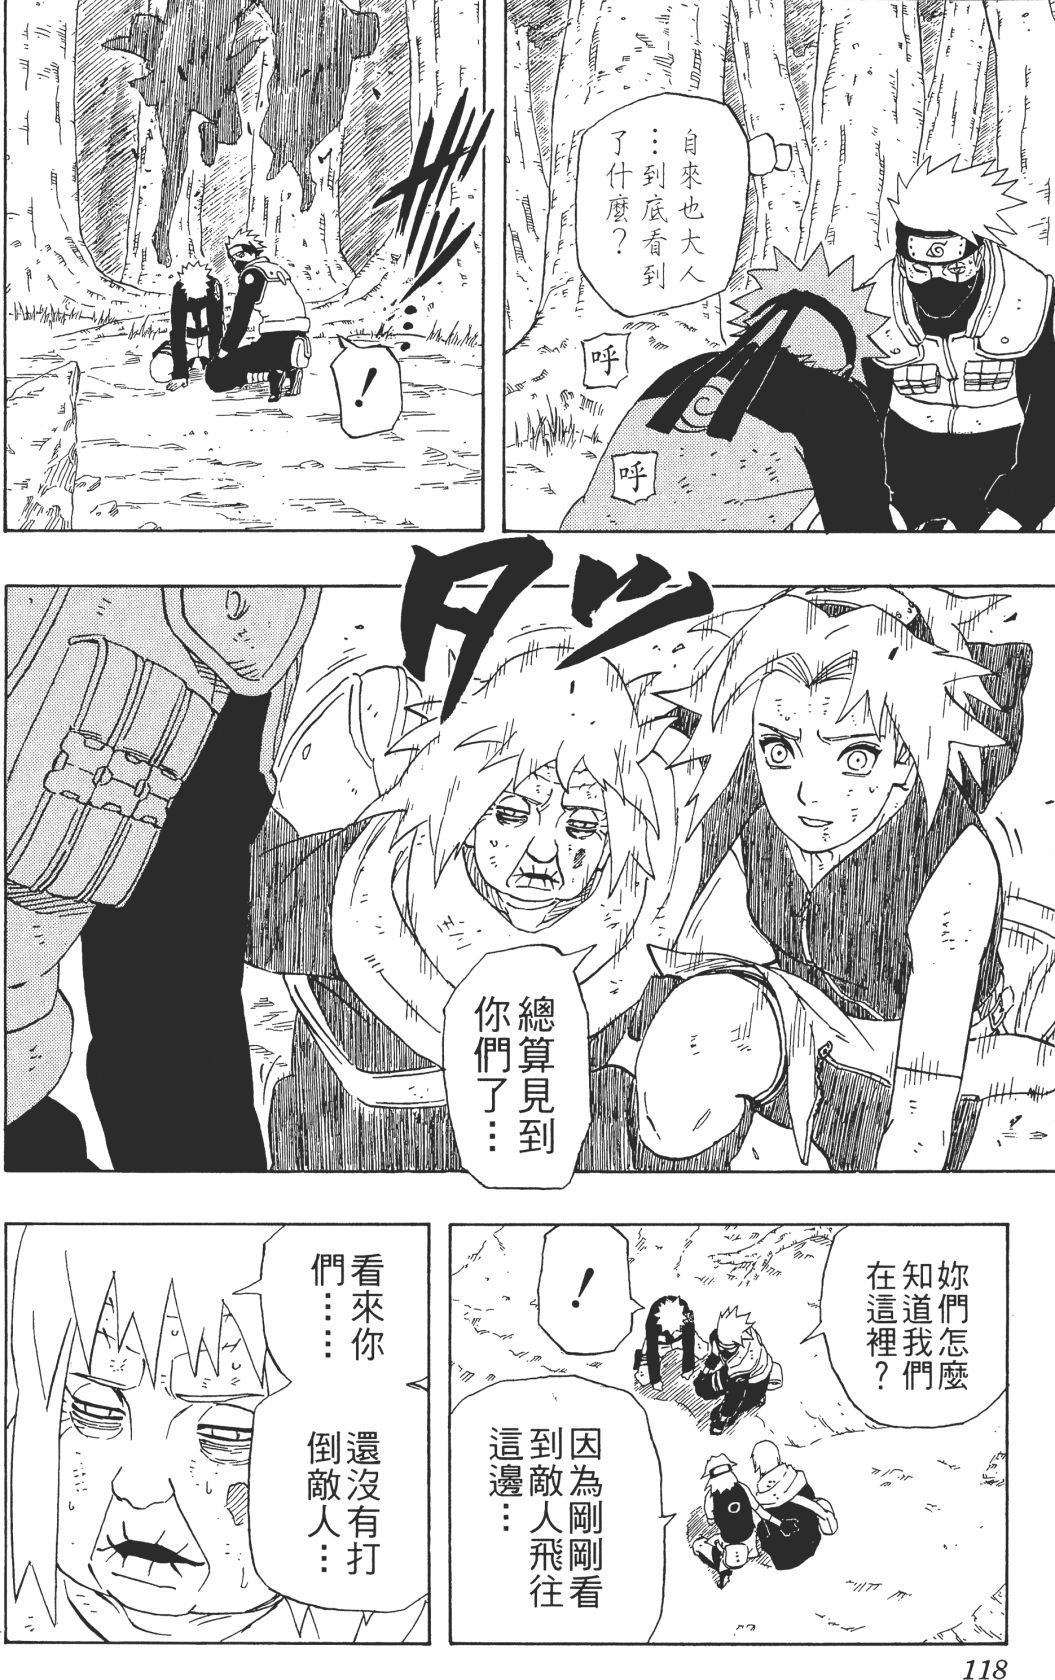 自來也大人
…到底看到
了什麼？
呼
呼
！
總算見到
你們了…
妳們怎麼
知道我們
在這裡？
！
因為剛剛看
到敵人飛往
這邊…
看來你
們……
還沒有打
倒敵人…
118